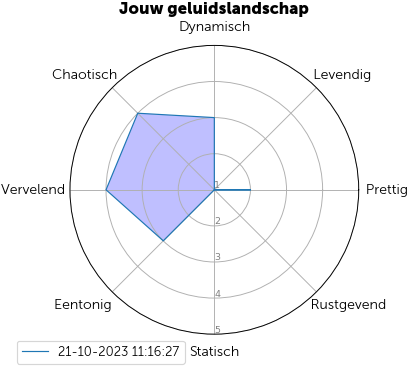 Jouw geluidslandschap
Dynamisch
Chaotisch
Levendig
Vervelend
1
Prettig
2
3
Eentonig
4
Rustgevend
5
21-10-2023 11:16:27
Statisch